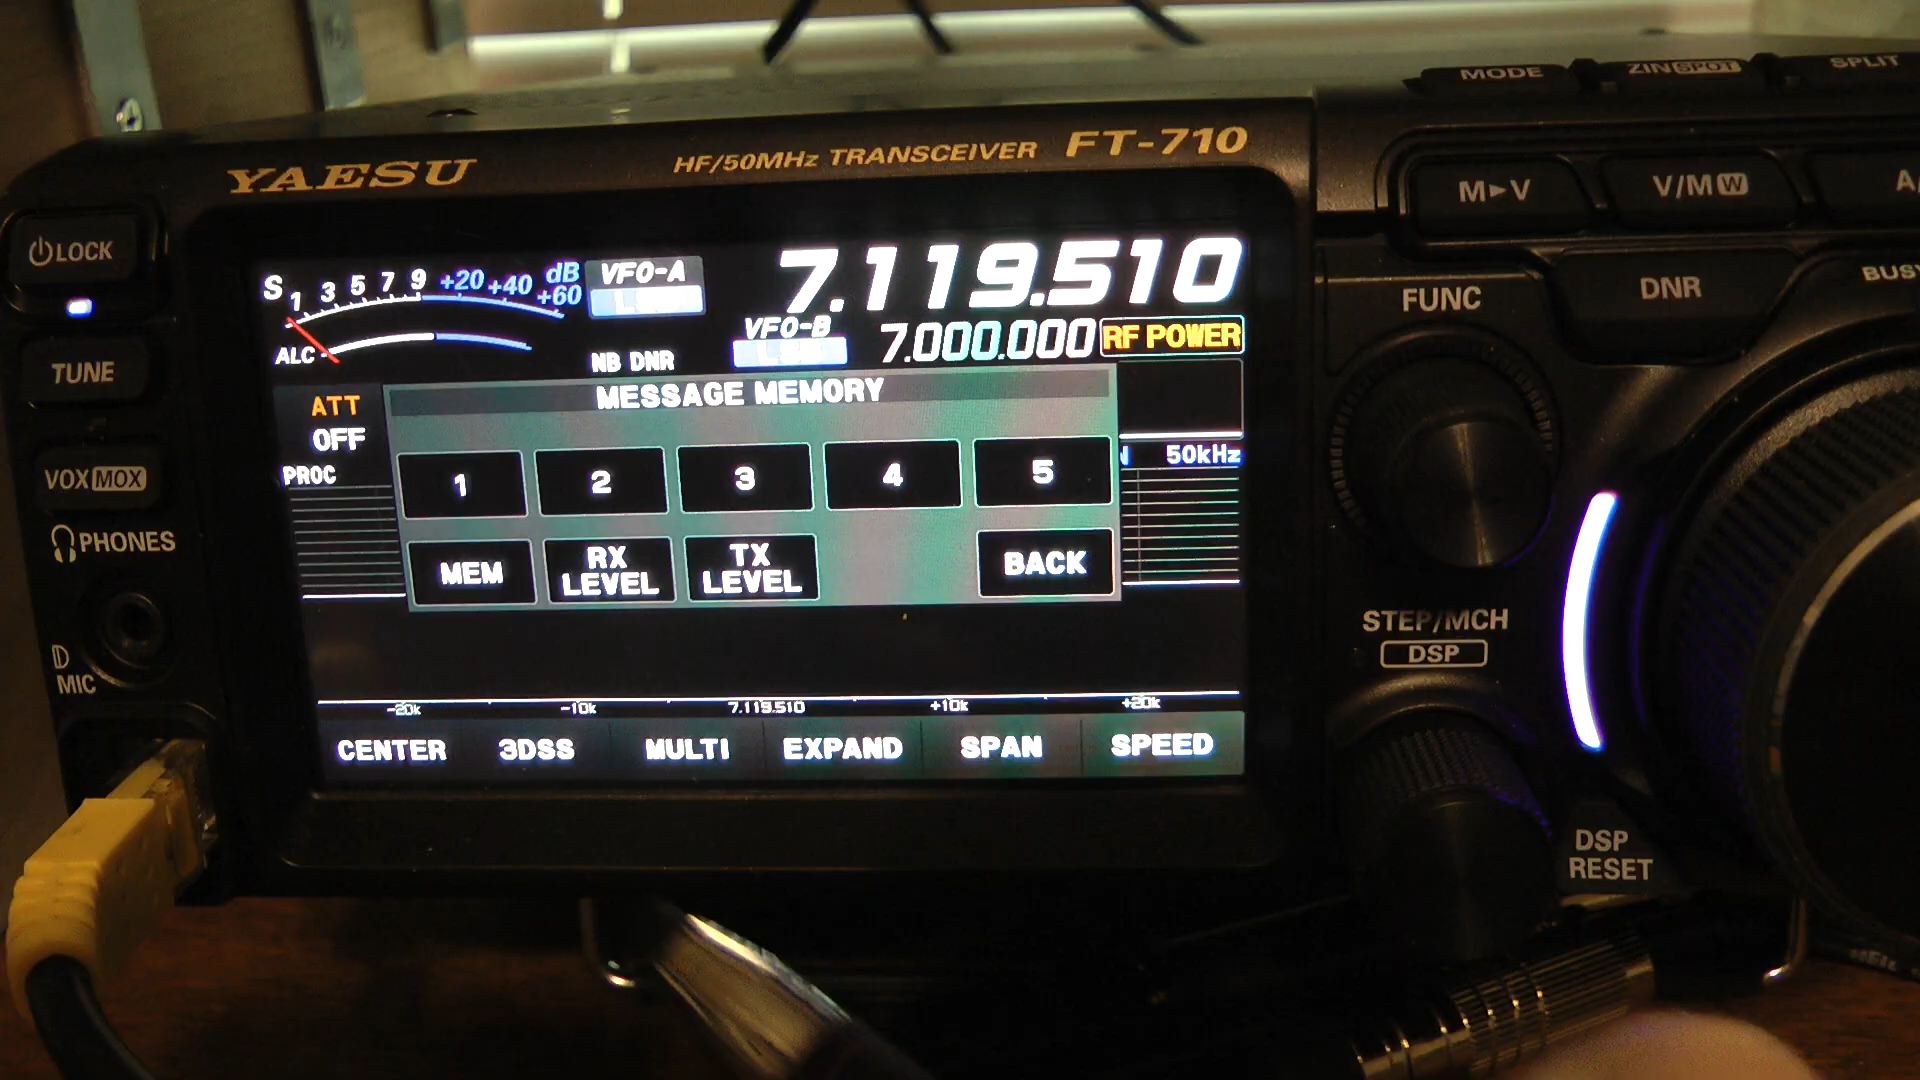 MODE ZIN SPOT SPLIT
YAESU HF/50MHz TRANSCEIVER FT-710
M►V V/M W
LOCK
S 1 3 5 7 9 +20 +40 +60 dB
VFO-A 7.119.510
FUNC DNR
VFO-B 7.000.000 RF POWER
ALC NB DNR
TUNE
MESSAGE MEMORY
ATT
OFF
PROC
50kHz
1 2 3 4 5
VOX MOX
PHONES
MEM RX LEVEL TX LEVEL BACK
STEP/MCH
DSP
MIC
-20k -10k 7.119.510 +10k +20k
CENTER 3DSS MULTI EXPAND SPAN SPEED
DSP
RESET